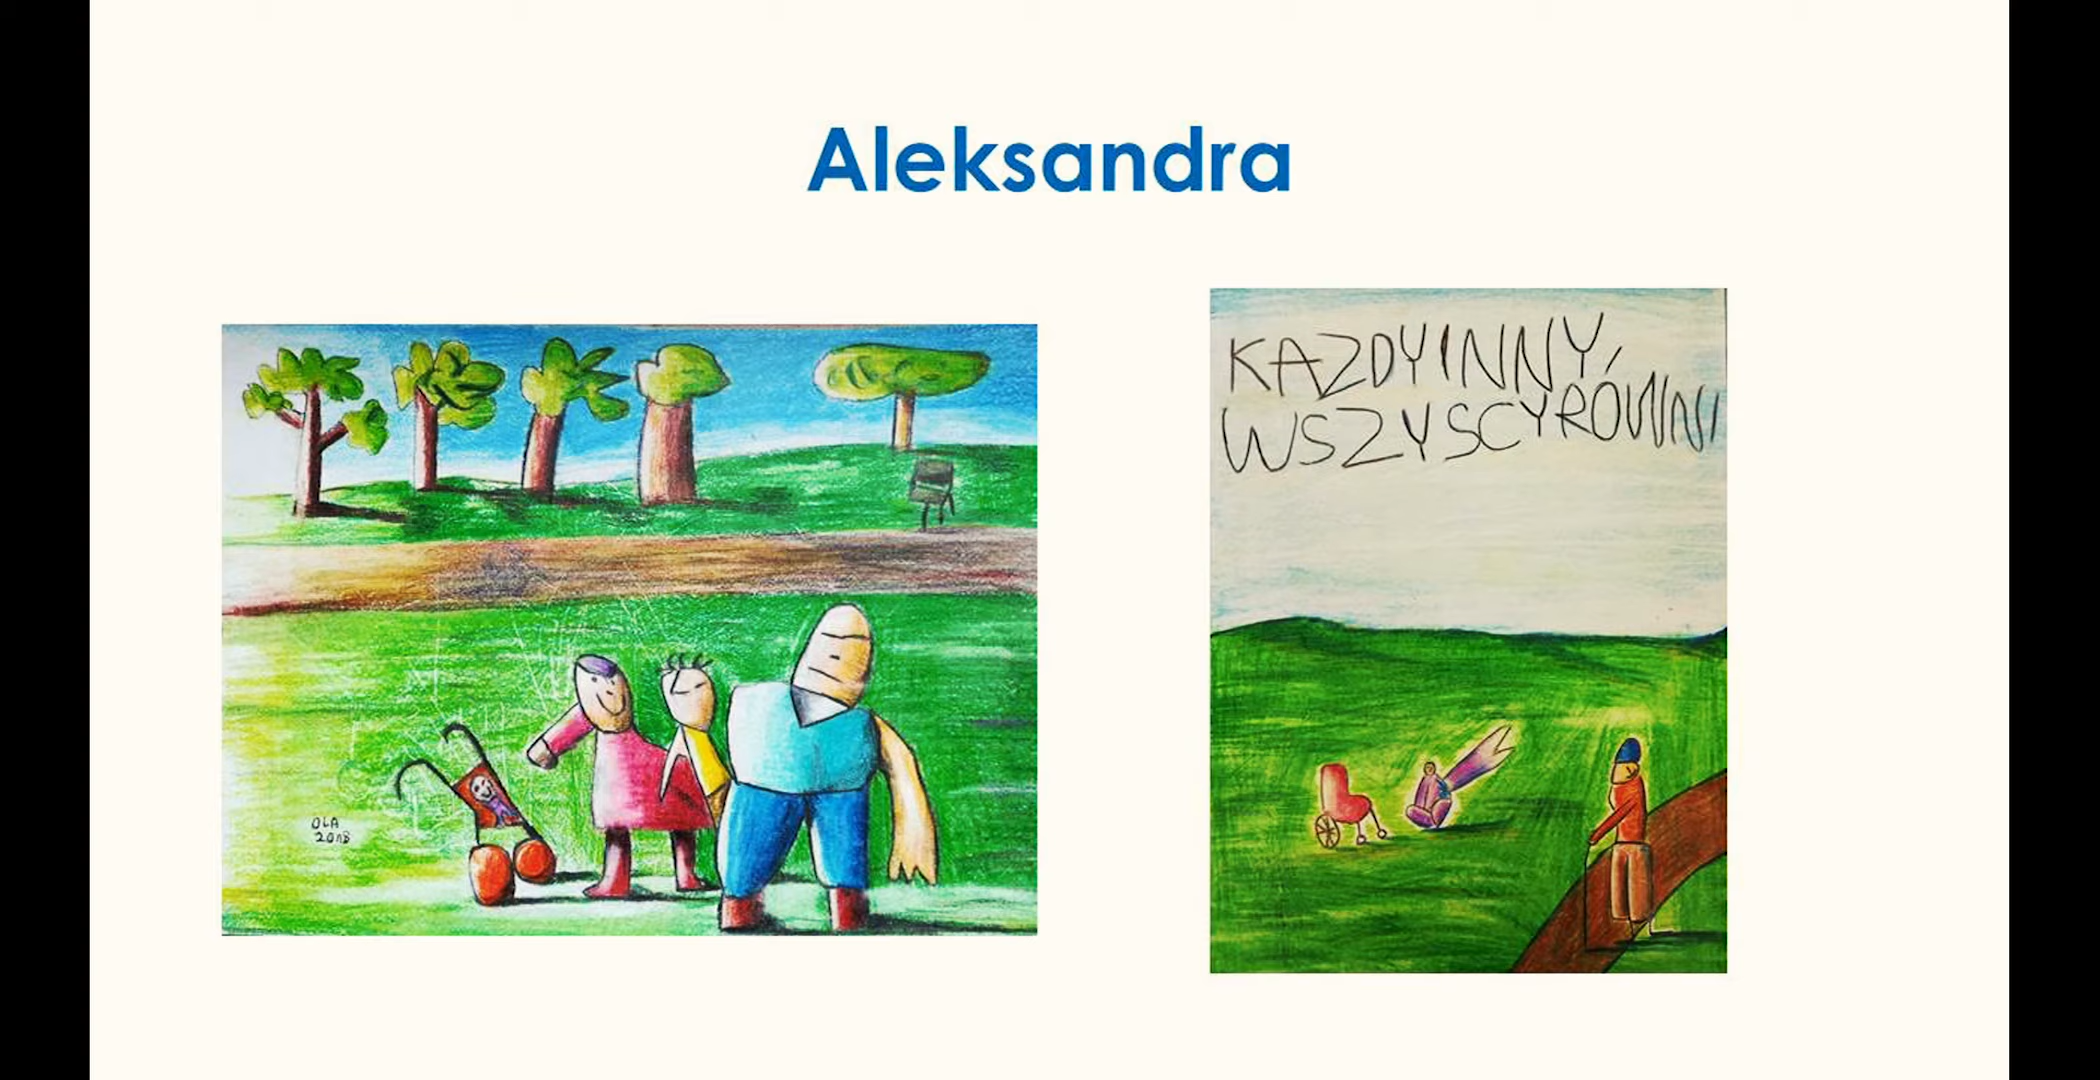 Aleksandra
KAZDY INNY,
WSZYSCY RÓWNI
OLA
2018